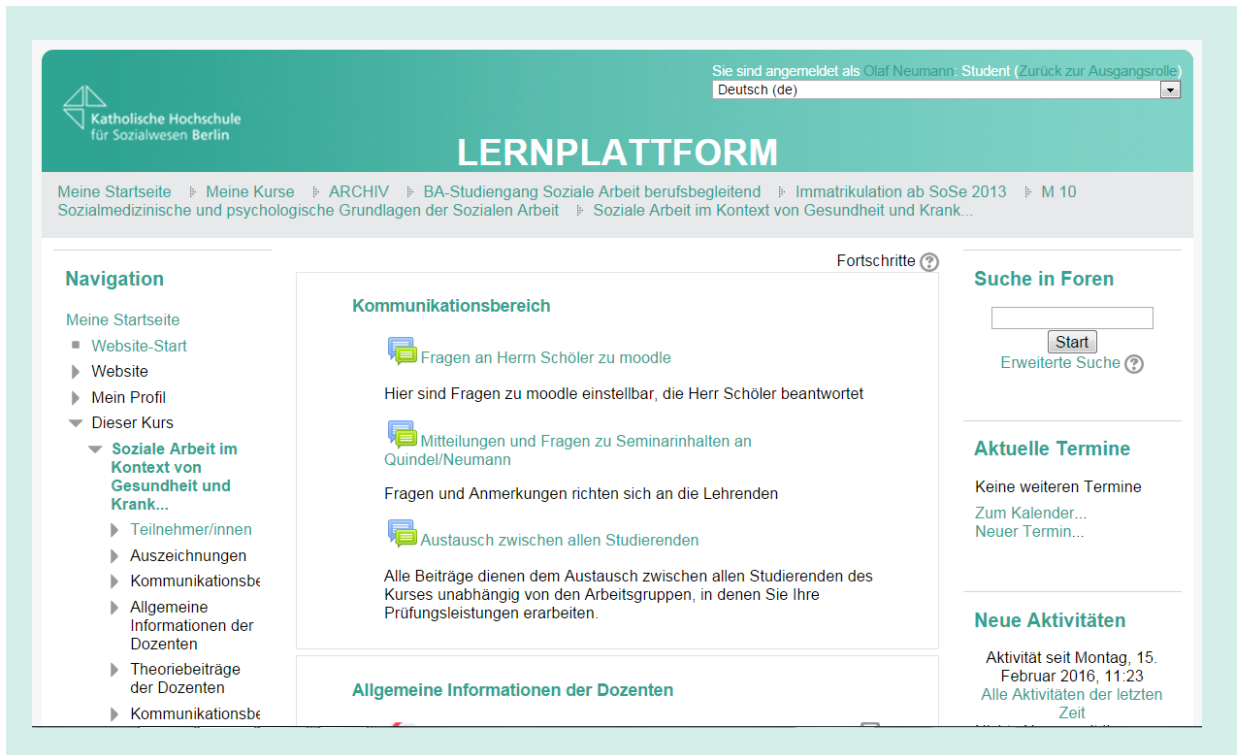 Sie sind angemeldet als Olaf Neumann: Student (Zurück zur Ausgangsrolle)
Deutsch (de)
Katholische Hochschule
für Sozialwesen Berlin
LERNPLATTFORM
Meine Startseite Meine Kurse ARCHIV BA-Studiengang Soziale Arbeit berufsbegleitend Immatrikulation ab SoSe 2013 M 10
Sozialmedizinische und psychologische Grundlagen der Sozialen Arbeit Soziale Arbeit im Kontext von Gesundheit und Krank...
Navigation
Meine Startseite
Website-Start
Website
Mein Profil
Dieser Kurs
Soziale Arbeit im
Kontext von
Gesundheit und
Krank...
Teilnehmer/innen
Auszeichnungen
Kommunikationsbe
Allgemeine
Informationen der
Dozenten
Theoriebeiträge
der Dozenten
Kommunikationsbe
Fortschritte
Kommunikationsbereich
Fragen an Herrn Schöler zu moodle
Hier sind Fragen zu moodle einstellbar, die Herr Schöler beantwortet
Mitteilungen und Fragen zu Seminarinhalten an
Quindel/Neumann
Fragen und Anmerkungen richten sich an die Lehrenden
Austausch zwischen allen Studierenden
Alle Beiträge dienen dem Austausch zwischen allen Studierenden des
Kurses unabhängig von den Arbeitsgruppen, in denen Sie Ihre
Prüfungsleistungen erarbeiten.
Allgemeine Informationen der Dozenten
Suche in Foren
Start
Erweiterte Suche
Aktuelle Termine
Keine weiteren Termine
Zum Kalender...
Neuer Termin...
Neue Aktivitäten
Aktivität seit Montag, 15.
Februar 2016, 11:23
Alle Aktivitäten der letzten
Zeit